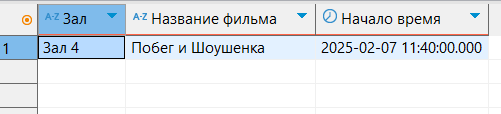 A-Z Зал A-Z Название фильма Начало время
1 Зал 4 Побег и Шоушенка 2025-02-07 11:40:00.000